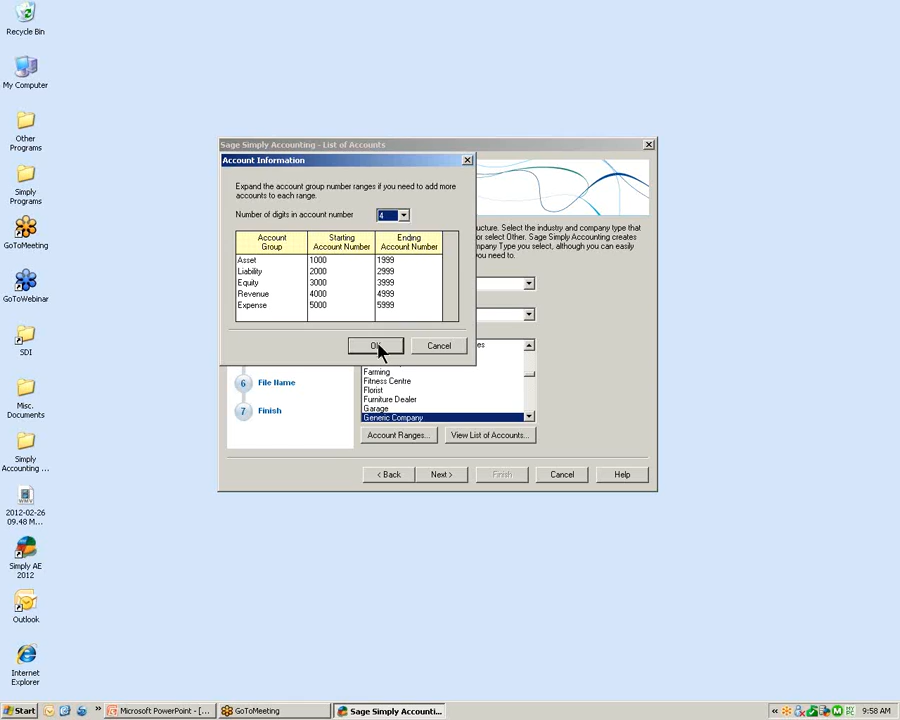 Recycle Bin
My Computer
Other
Programs
Simply
Programs
GoToMeeting
GoToWebinar
SDI
Misc.
Documents
Simply
Accounting ...
2012-02-26
09.48 M...
Simply AE
2012
Outlook
Internet
Explorer
Sage Simply Accounting - List of Accounts
Account Information
Expand the account group number ranges if you need to add more
accounts to each range.
Number of digits in account number
4
Account Group Starting Account Number Ending Account Number
Asset 1000 1999
Liability 2000 2999
Equity 3000 3999
Revenue 4000 4999
Expense 5000 5999
Cancel
ucture. Select the industry and company type that
or select Other. Sage Simply Accounting creates
mpany Type you select, although you can easily
you need to.
es
Farming
Fitness Centre
Florist
Furniture Dealer
Garage
Generic Company
6 File Name
7 Finish
Account Ranges...
View List of Accounts...
< Back
Next >
Finish
Cancel
Help
Start
Microsoft PowerPoint - [...
GoToMeeting
Sage Simply Accounti...
9:58 AM